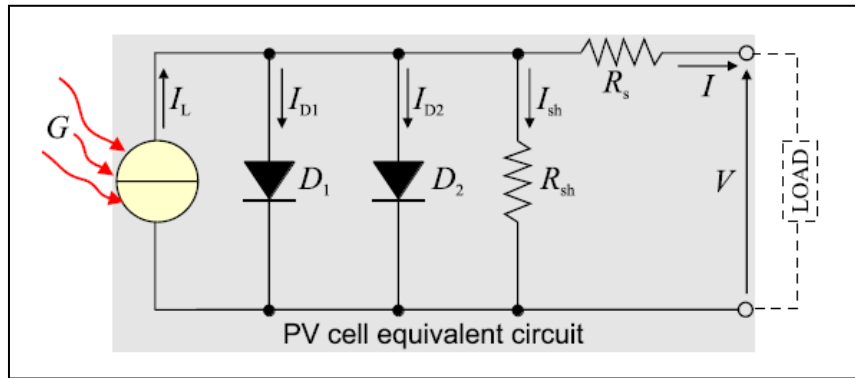 G
I_L
I_D1
I_D2
I_sh
R_s
I
D_1
D_2
R_sh
V
LOAD
PV cell equivalent circuit